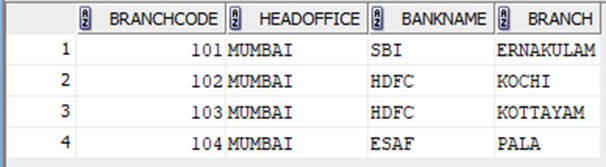 BRANCHCODE HEADOFFICE BANKNAME BRANCH
1 101 MUMBAI SBI ERNAKULAM
2 102 MUMBAI HDFC KOCHI
3 103 MUMBAI HDFC KOTTAYAM
4 104 MUMBAI ESAF PALA